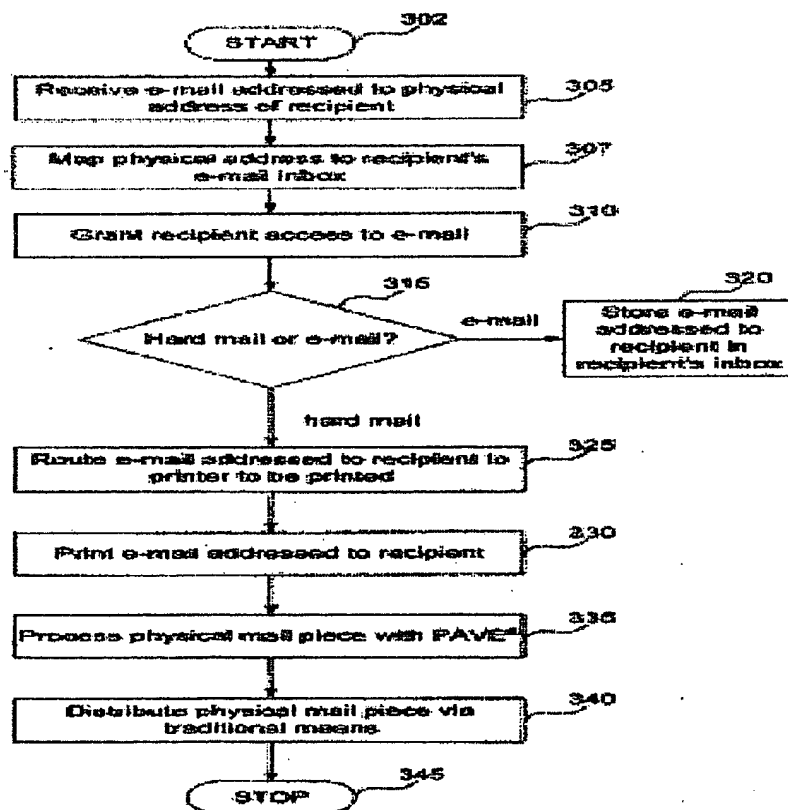 302
START
Receive e-mail addressed to physical
address of recipient
305
Map physical address to recipient's
e-mail inbox
307
Grant recipient access to e-mail
310
315
Hard mail or e-mail?
e-mail
320
Store e-mail
addressed to
recipient in
recipient's inbox
hard mail
Route e-mail addressed to recipient to
printer to be printed
325
Print e-mail addressed to recipient
330
Process physical mail piece with PAVE
335
Distribute physical mail piece via
traditional means
340
STOP
345